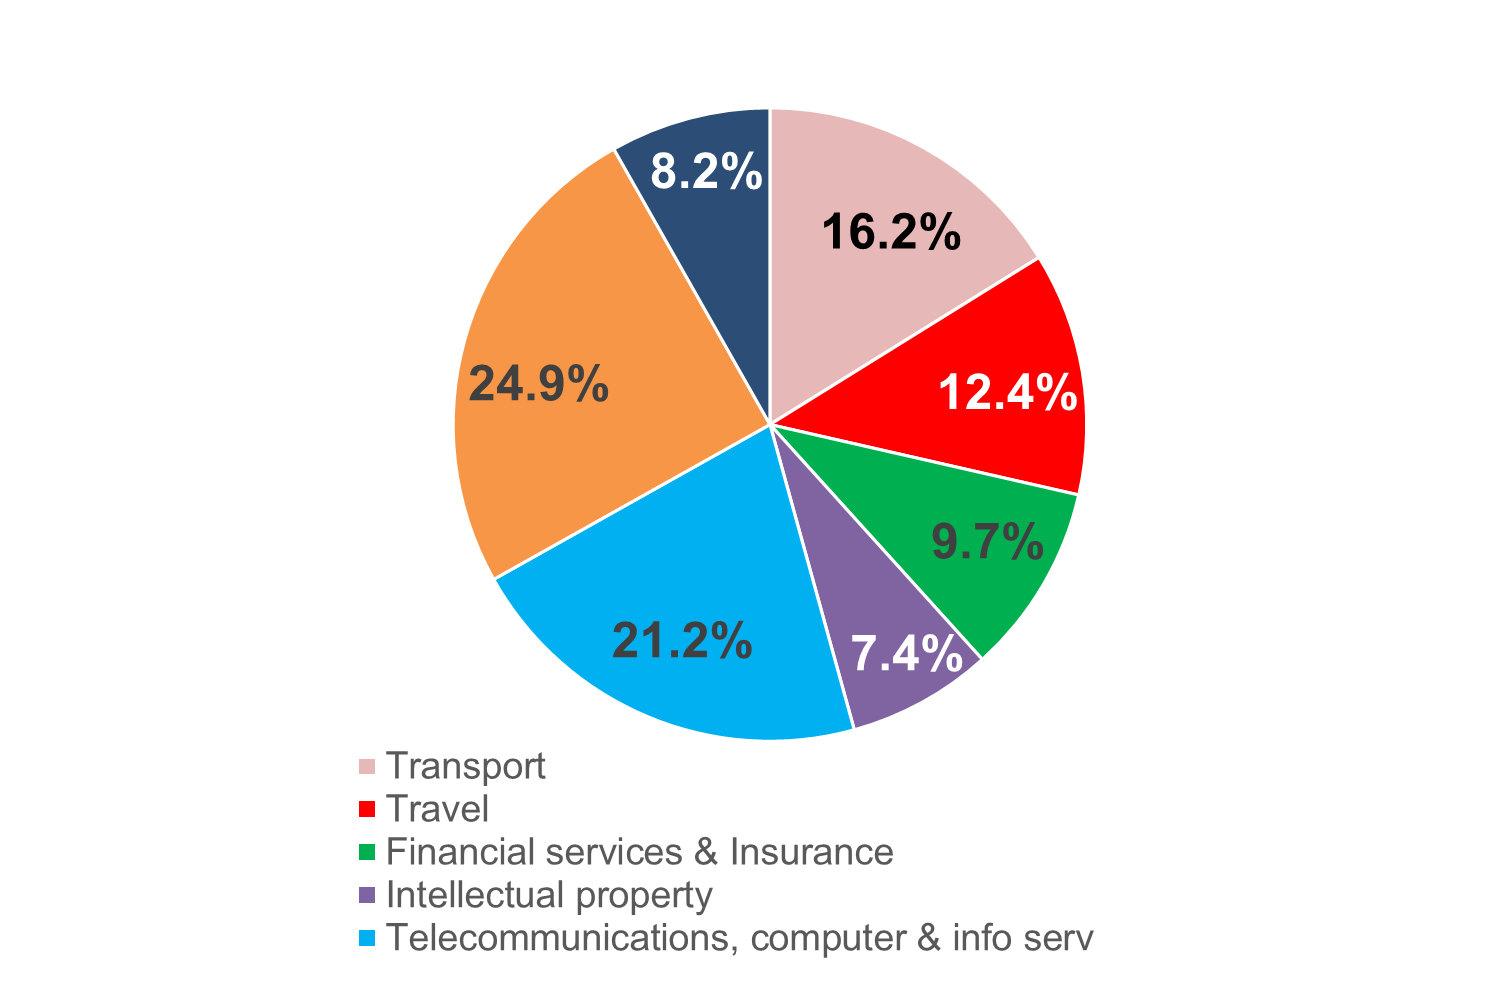 8.2%
16.2%
24.9%
12.4%
9.7%
21.2%
7.4%
Transport
Travel
Financial services & Insurance
Intellectual property
Telecommunications, computer & info serv